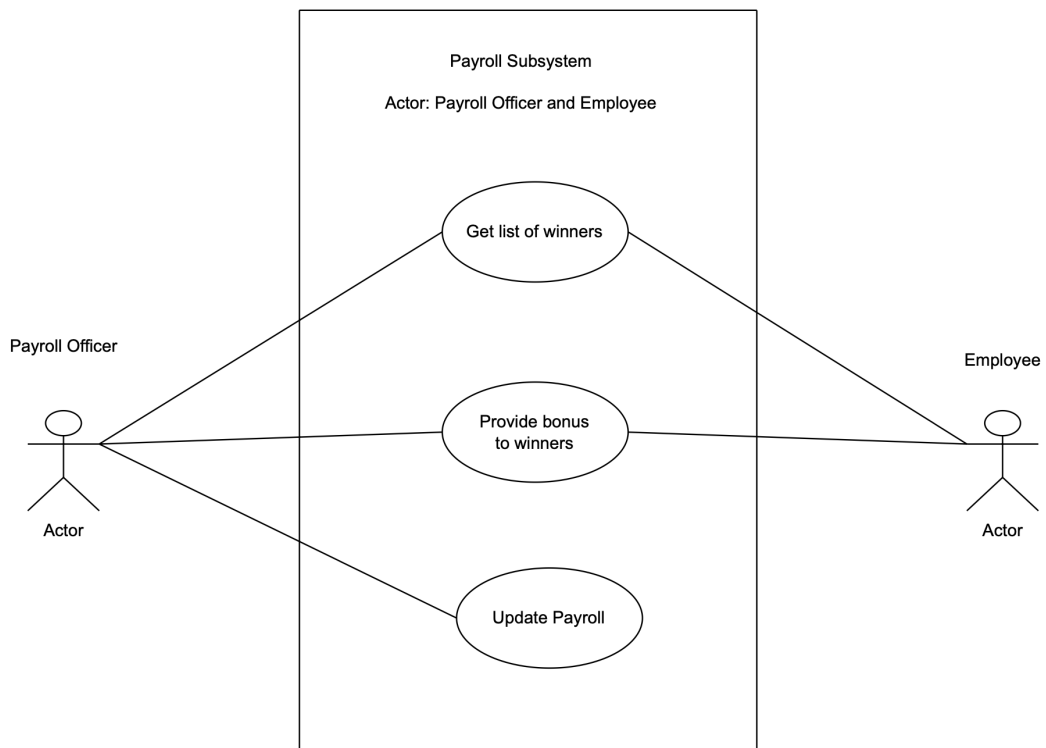 Payroll Subsystem
Actor: Payroll Officer and Employee
Get list of winners
Payroll Officer
Employee
Provide bonus
to winners
Actor
Actor
Update Payroll